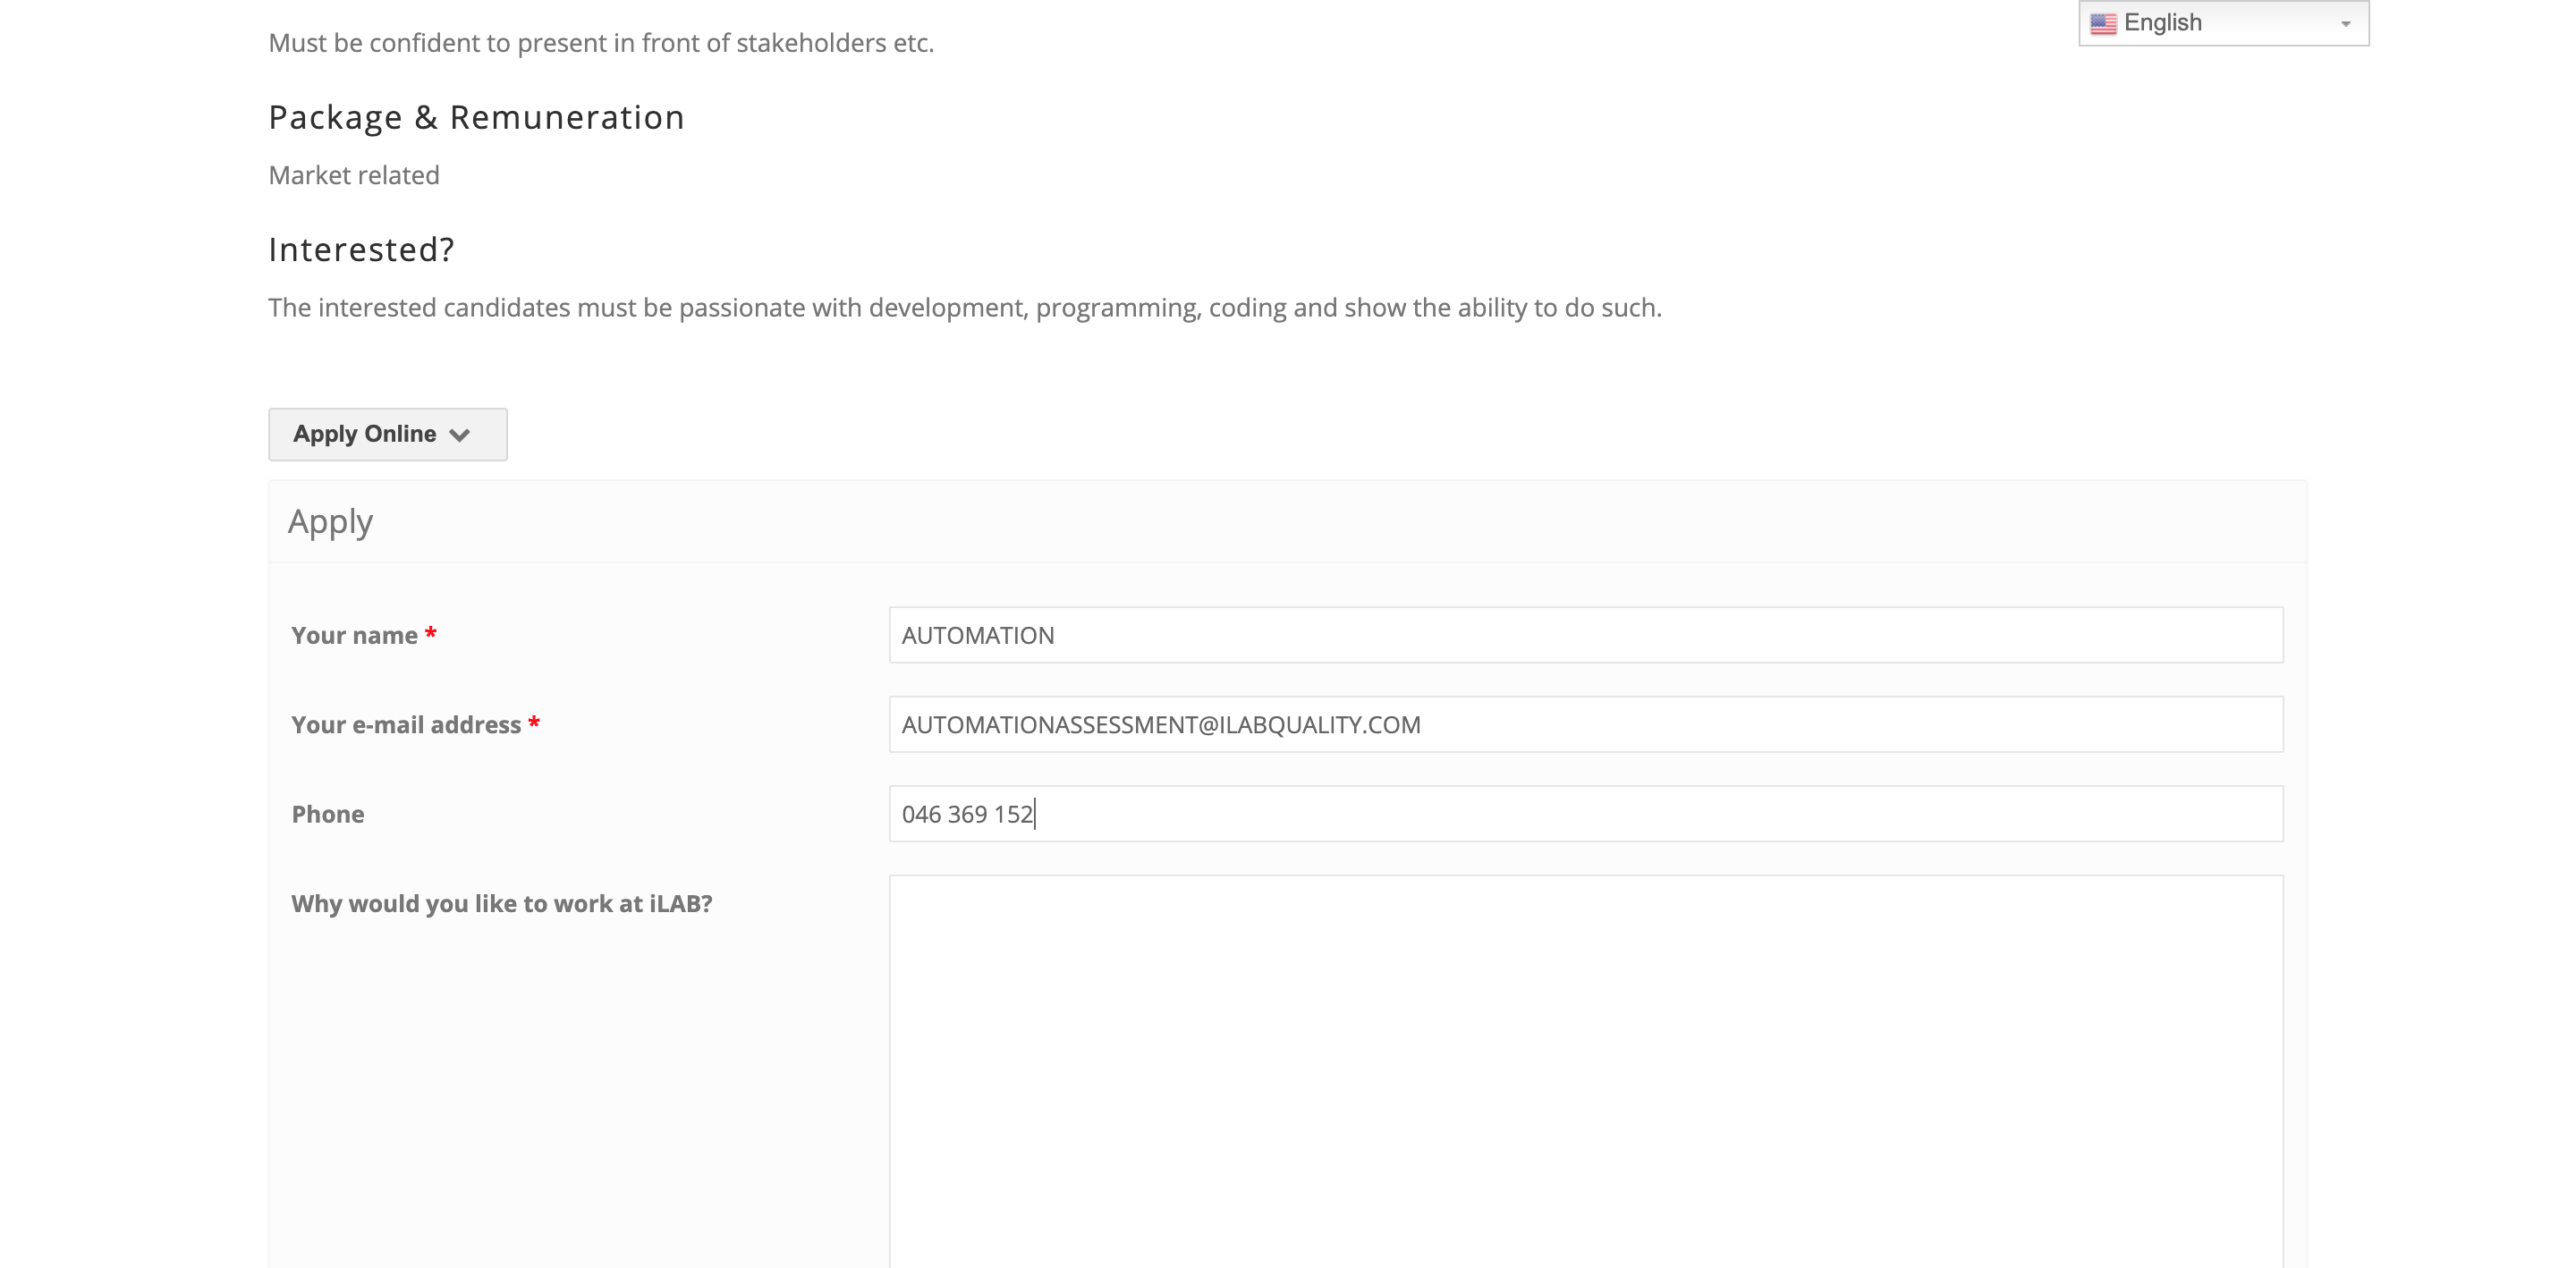 Must be confident to present in front of stakeholders etc.
English
Package & Remuneration
Market related
Interested?
The interested candidates must be passionate with development, programming, coding and show the ability to do such.
Apply Online
Apply
Your name *
AUTOMATION
Your e-mail address *
AUTOMATIONASSESSMENT@ILABQUALITY.COM
Phone
046 369 152
Why would you like to work at iLAB?